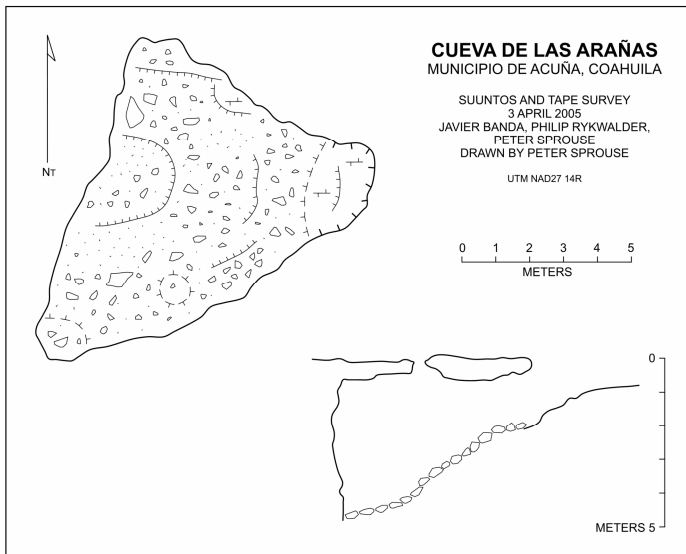 CUEVA DE LAS ARAÑAS
MUNICIPIO DE ACUÑA, COAHUILA
SUUNTOS AND TAPE SURVEY
3 APRIL 2005
JAVIER BANDA, PHILIP RYKWALDER,
PETER SPROUSE
DRAWN BY PETER SPROUSE
UTM NAD27 14R
NT
0 1 2 3 4 5
METERS
0
METERS 5